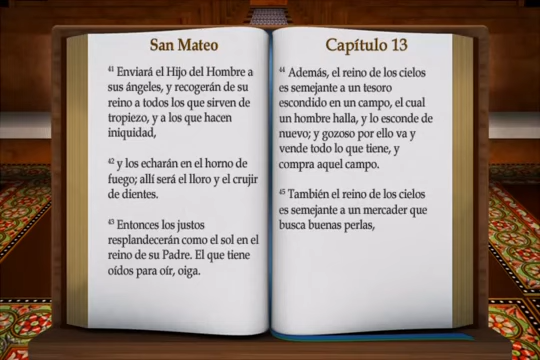 San Mateo
41 Enviará el Hijo del Hombre a
sus ángeles, y recogerán de su
reino a todos los que sirven de
tropiezo, y a los que hacen
iniquidad,
42 y los echarán en el horno de
fuego; allí será el lloro y el crujir
de dientes.
43 Entonces los justos
resplandecerán como el sol en el
reino de su Padre. El que tiene
oídos para oír, oiga.
Capítulo 13
44 Además, el reino de los cielos
es semejante a un tesoro
escondido en un campo, el cual
un hombre halla, y lo esconde de
nuevo; y gozoso por ello va y
vende todo lo que tiene, y
compra aquel campo.
45 También el reino de los cielos
es semejante a un mercader que
busca buenas perlas,